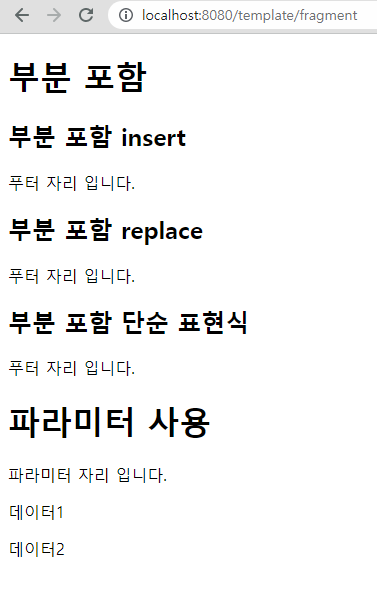 localhost:8080/template/fragment
부분 포함
부분 포함 insert
푸터 자리 입니다.
부분 포함 replace
푸터 자리 입니다.
부분 포함 단순 표현식
푸터 자리 입니다.
파라미터 사용
파라미터 자리 입니다.
데이터1
데이터2